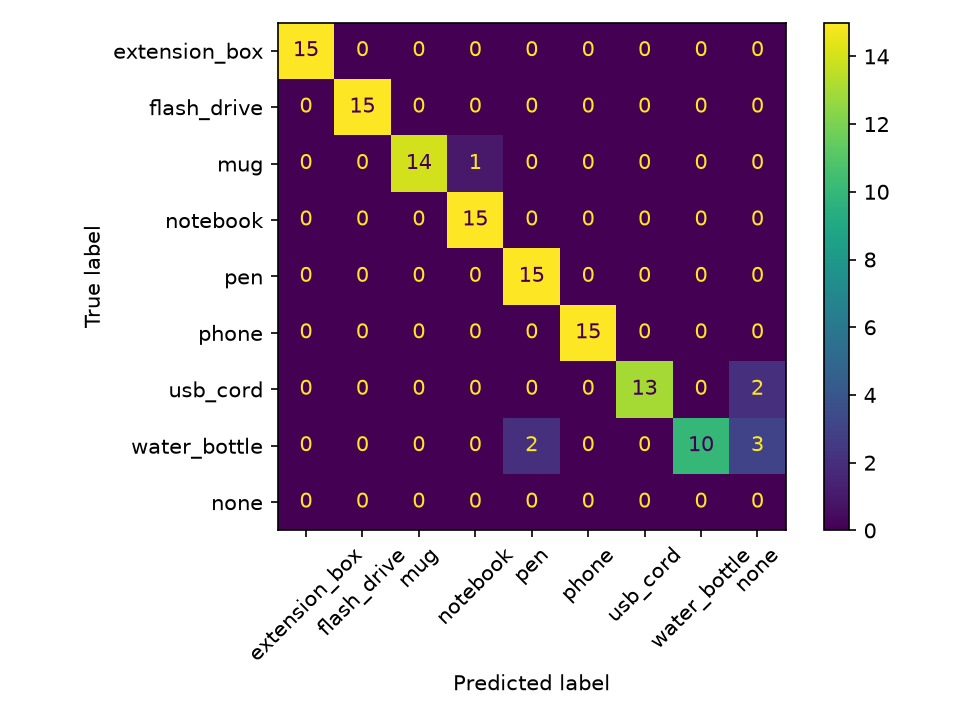 extension_box 15 0 0 0 0 0 0 0 0
flash_drive 0 15 0 0 0 0 0 0 0
mug 0 0 14 1 0 0 0 0 0
notebook 0 0 0 15 0 0 0 0 0
pen 0 0 0 0 15 0 0 0 0
phone 0 0 0 0 0 15 0 0 0
usb_cord 0 0 0 0 0 0 13 0 2
water_bottle 0 0 0 0 2 0 0 10 3
none 0 0 0 0 0 0 0 0 0
True label
extension_box
flash_drive
mug
notebook
pen
phone
usb_cord
water_bottle
none
Predicted label
14
12
10
8
6
4
2
0